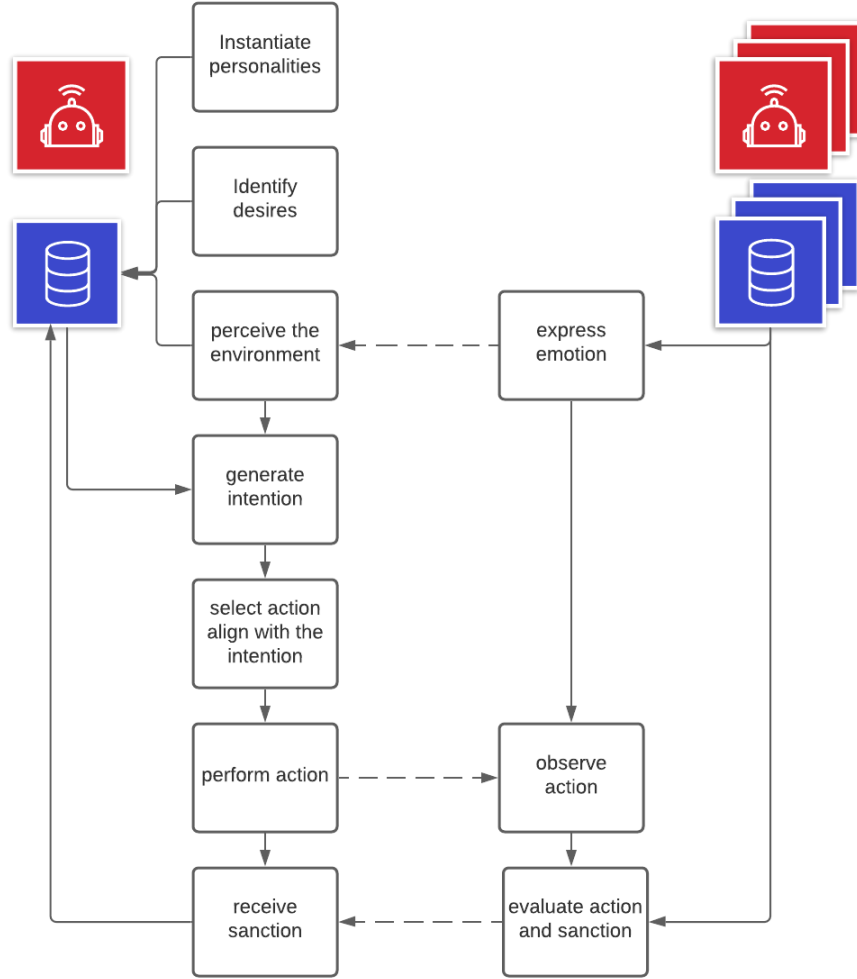 Instantiate
personalities
Identify
desires
perceive the
environment
express
emotion
generate
intention
select action
align with the
intention
perform action
observe
action
receive
sanction
evaluate action
and sanction